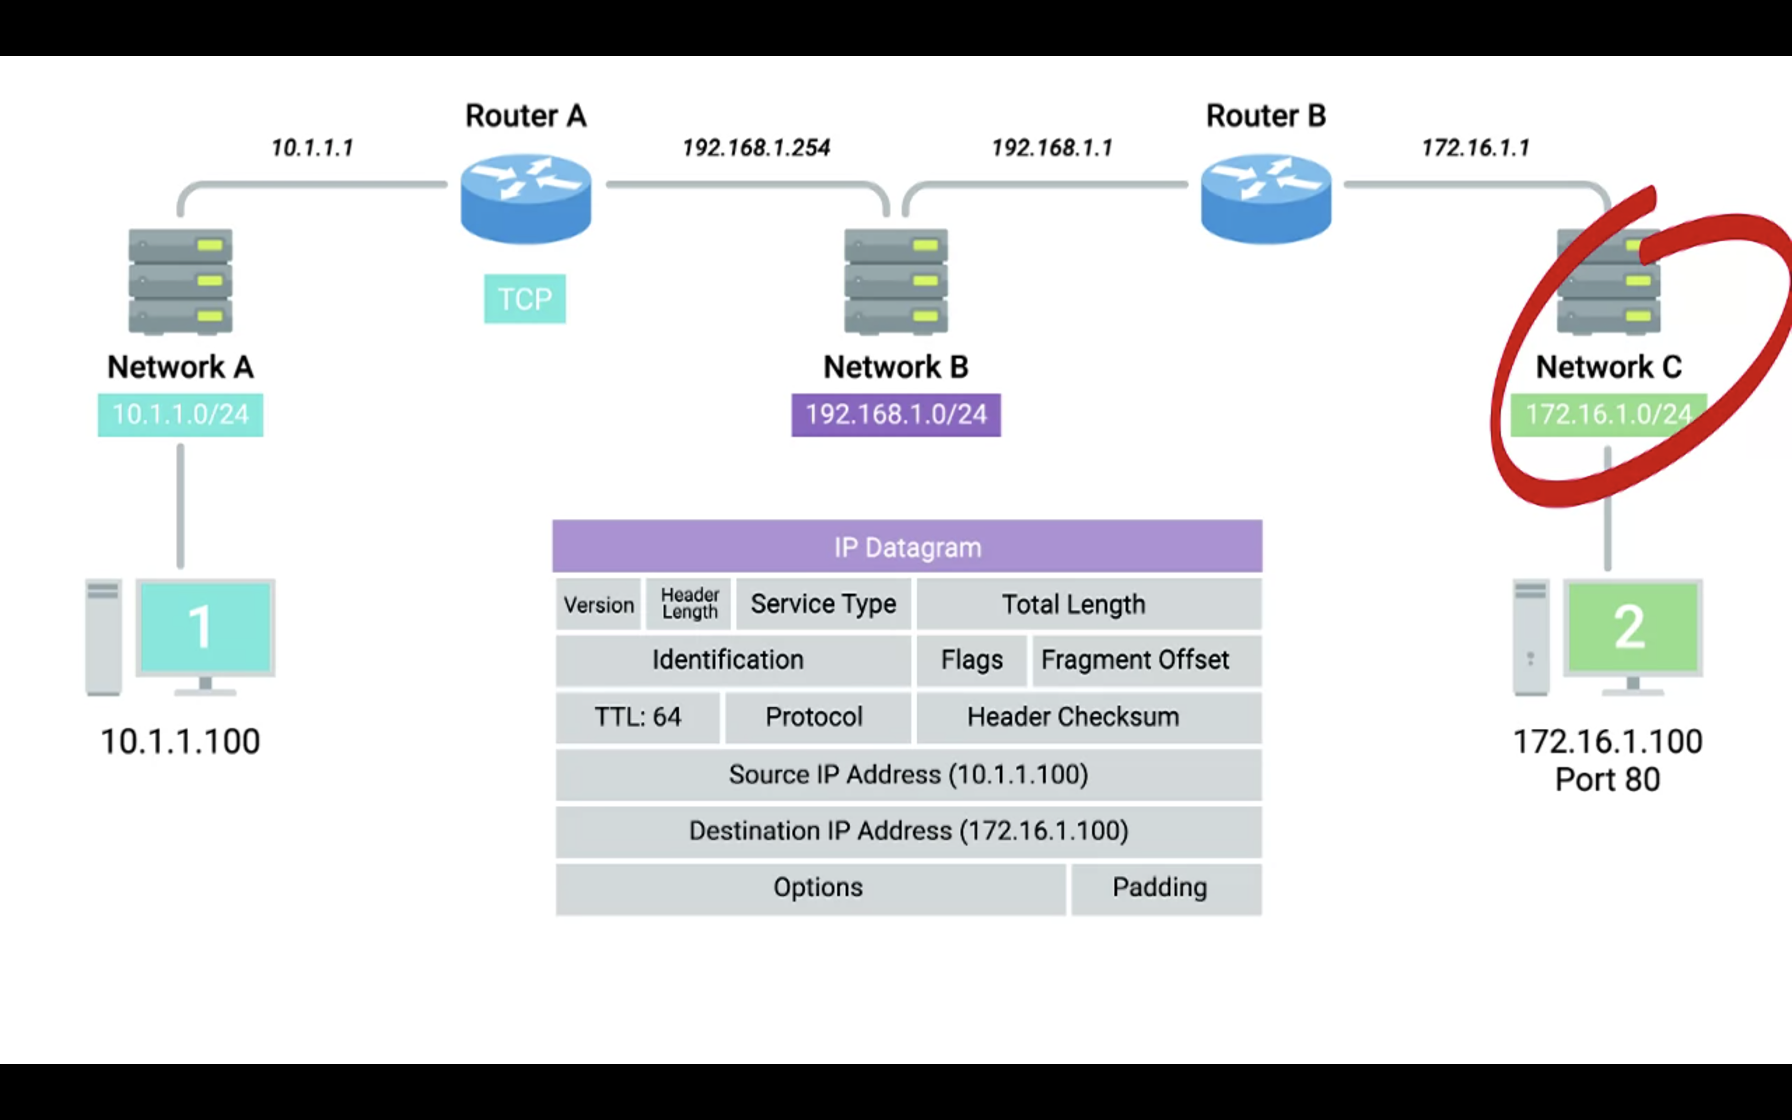 Router A
Router B
10.1.1.1
192.168.1.254
192.168.1.1
172.16.1.1
TCP
Network A
Network B
Network C
10.1.1.0/24
192.168.1.0/24
172.16.1.0/24
IP Datagram
Version
Header
Length
Service Type
Total Length
Identification
Flags
Fragment Offset
TTL: 64
Protocol
Header Checksum
Source IP Address (10.1.1.100)
Destination IP Address (172.16.1.100)
Options
Padding
1
10.1.1.100
2
172.16.1.100
Port 80